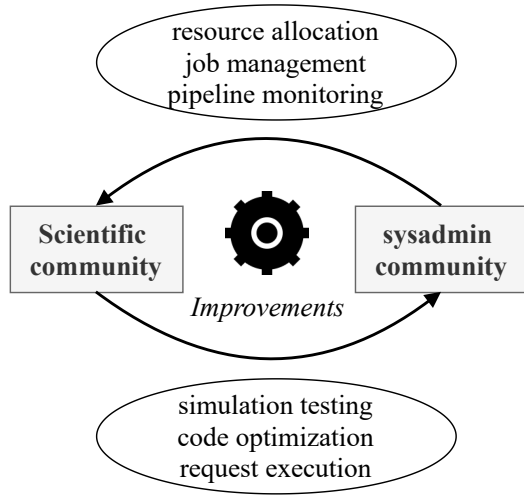 resource allocation
job management
pipeline monitoring
Scientific
community
sysadmin
community
Improvements
simulation testing
code optimization
request execution